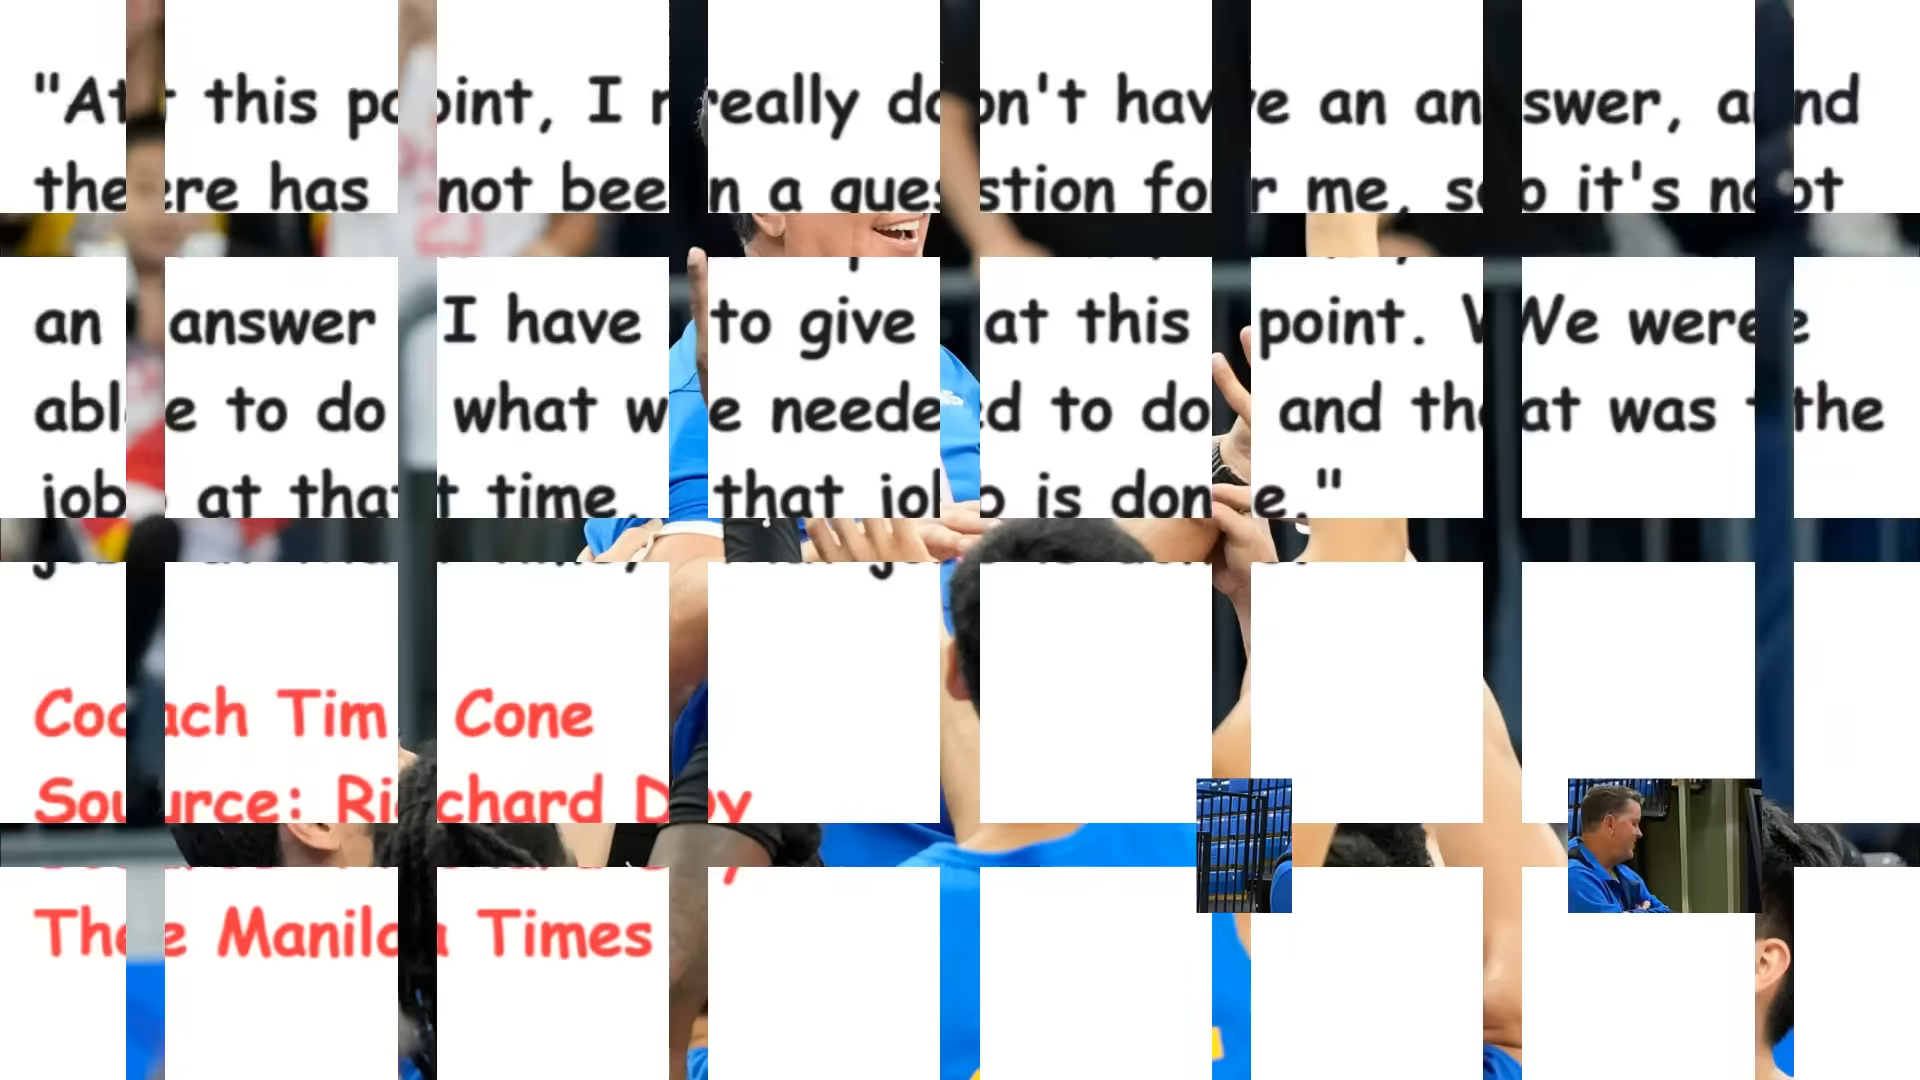 "At this point, I really don't have an answer, and
there has not been a question for me, so it's not
an answer I have to give at this point. We were
able to do what we needed to do and that was the
job at that time, that job is done."
Coach Tim Cone
Source: Richard Dy
The Manila Times